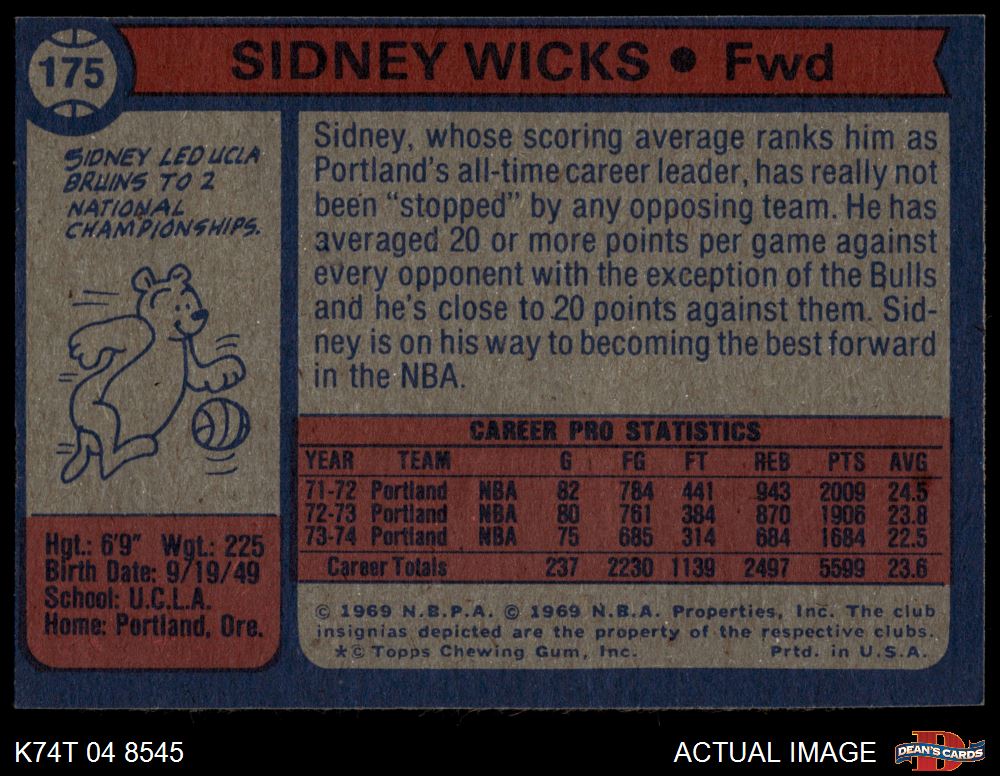 175
SIDNEY WICKS • Fwd
SIDNEY LED UCLA
BRUINS TO 2
NATIONAL
CHAMPIONSHIPS.
Sidney, whose scoring average ranks him as
Portland's all-time career leader, has really not
been "stopped" by any opposing team. He has
averaged 20 or more points per game against
every opponent with the exception of the Bulls
and he's close to 20 points against them. Sid-
ney is on his way to becoming the best forward
in the NBA.
Hgt.: 6'9" Wgt.: 225
Birth Date: 9/19/49
School: U.C.L.A.
Home: Portland, Ore.
CAREER PRO STATISTICS
YEAR TEAM G FG FT REB PTS AVG
71-72 Portland NBA 82 784 441 943 2009 24.5
72-73 Portland NBA 80 761 384 870 1906 23.8
73-74 Portland NBA 75 685 314 684 1684 22.5
Career Totals 237 2230 1139 2497 5599 23.6
© 1969 N.B.P.A. © 1969 N.B.A. Properties, Inc. The club
insignias depicted are the property of the respective clubs.
*© Topps Chewing Gum, Inc. Prtd. in U.S.A.
K74T 04 8545
ACTUAL IMAGE
D
DEAN'S CARDS